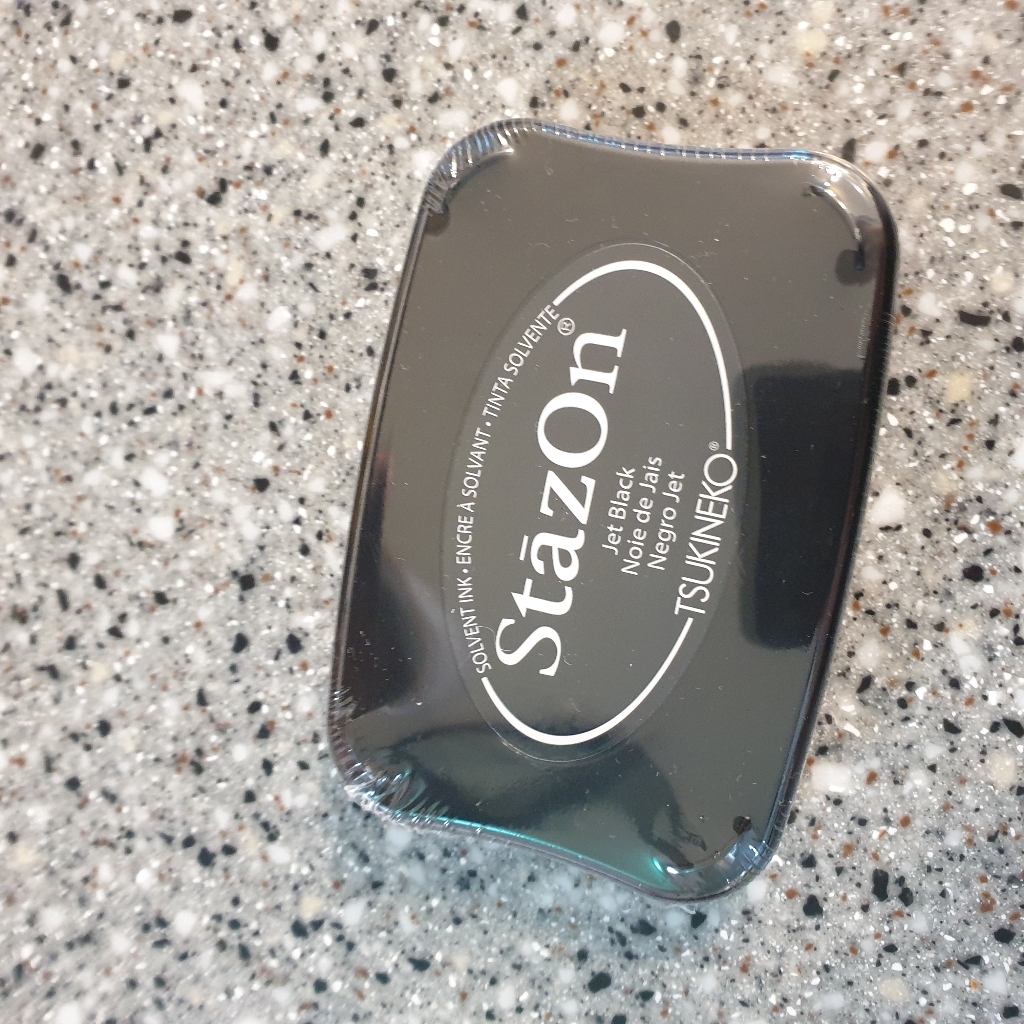 SOLVENT INK • ENCRE À SOLVANT • TINTA SOLVENTE
StāzOn®
Jet Black
Noie de Jais
Negro Jet
TSUKINEKO®